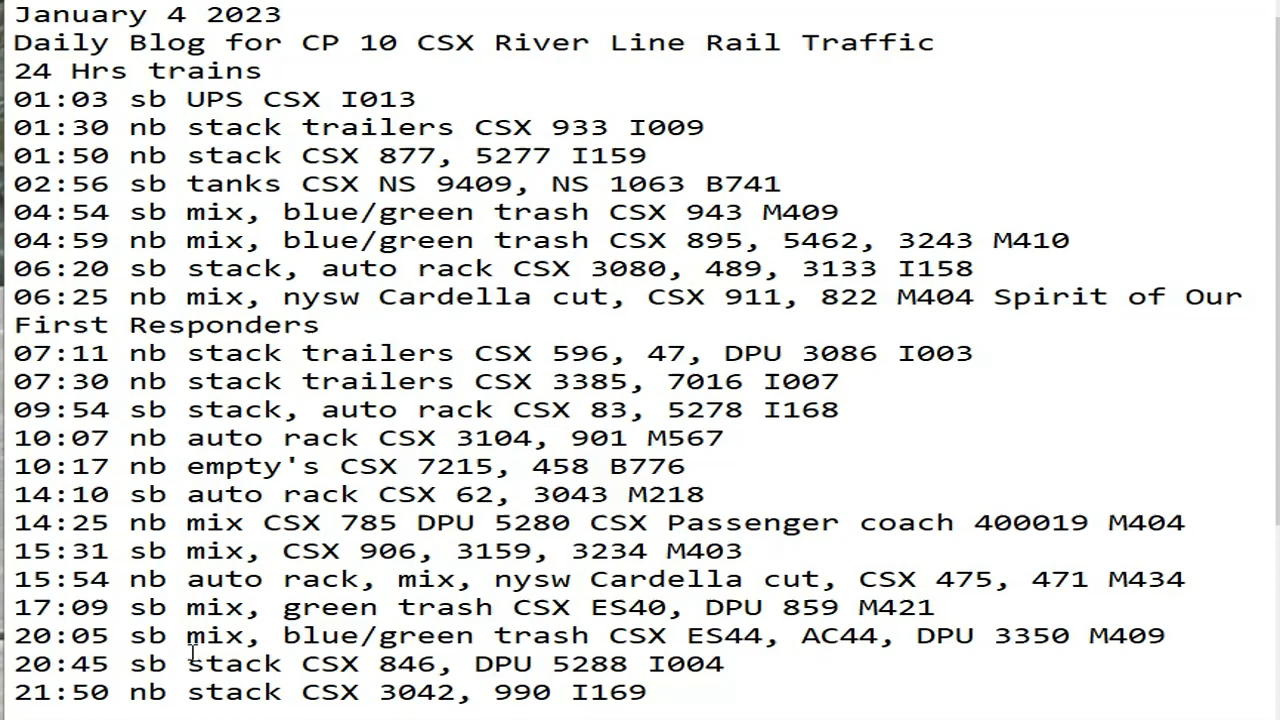 January 4 2023
Daily Blog for CP 10 CSX River Line Rail Traffic
24 Hrs trains
01:03 sb UPS CSX I013
01:30 nb stack trailers CSX 933 I009
01:50 nb stack CSX 877, 5277 I159
02:56 sb tanks CSX NS 9409, NS 1063 B741
04:54 sb mix, blue/green trash CSX 943 M409
04:59 nb mix, blue/green trash CSX 895, 5462, 3243 M410
06:20 sb stack, auto rack CSX 3080, 489, 3133 I158
06:25 nb mix, nysw Cardella cut, CSX 911, 822 M404 Spirit of Our
First Responders
07:11 nb stack trailers CSX 596, 47, DPU 3086 I003
07:30 nb stack trailers CSX 3385, 7016 I007
09:54 sb stack, auto rack CSX 83, 5278 I168
10:07 nb auto rack CSX 3104, 901 M567
10:17 nb empty's CSX 7215, 458 B776
14:10 sb auto rack CSX 62, 3043 M218
14:25 nb mix CSX 785 DPU 5280 CSX Passenger coach 400019 M404
15:31 sb mix, CSX 906, 3159, 3234 M403
15:54 nb auto rack, mix, nysw Cardella cut, CSX 475, 471 M434
17:09 sb mix, green trash CSX ES40, DPU 859 M421
20:05 sb mix, blue/green trash CSX ES44, AC44, DPU 3350 M409
20:45 sb stack CSX 846, DPU 5288 I004
21:50 nb stack CSX 3042, 990 I169